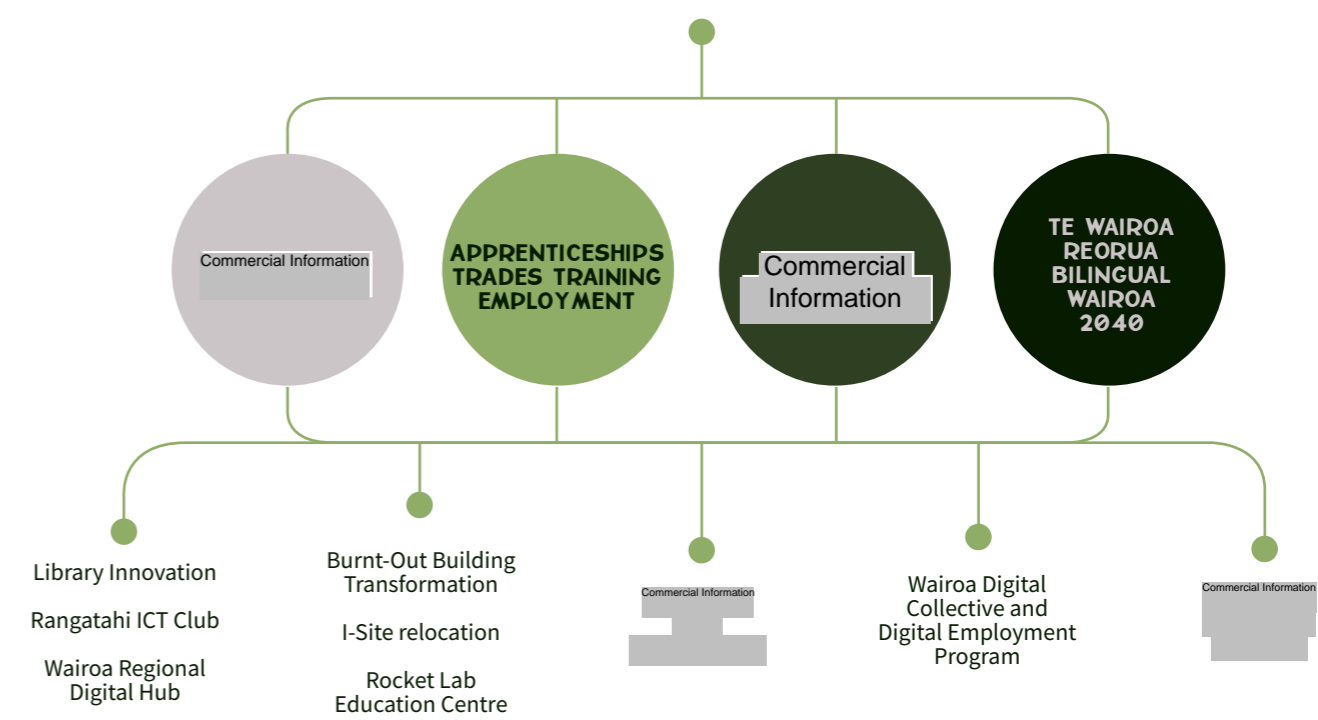 Commercial Information
APPRENTICESHIPS
TRADES TRAINING
EMPLOYMENT
Commercial
Information
TE WAIROA
REORUA
BILINGUAL
WAIROA
2040
Library Innovation
Rangatahi ICT Club
Wairoa Regional
Digital Hub
Burnt-Out Building
Transformation
I-Site relocation
Rocket Lab
Education Centre
Commercial Information
Wairoa Digital
Collective and
Digital Employment
Program
Commercial Information